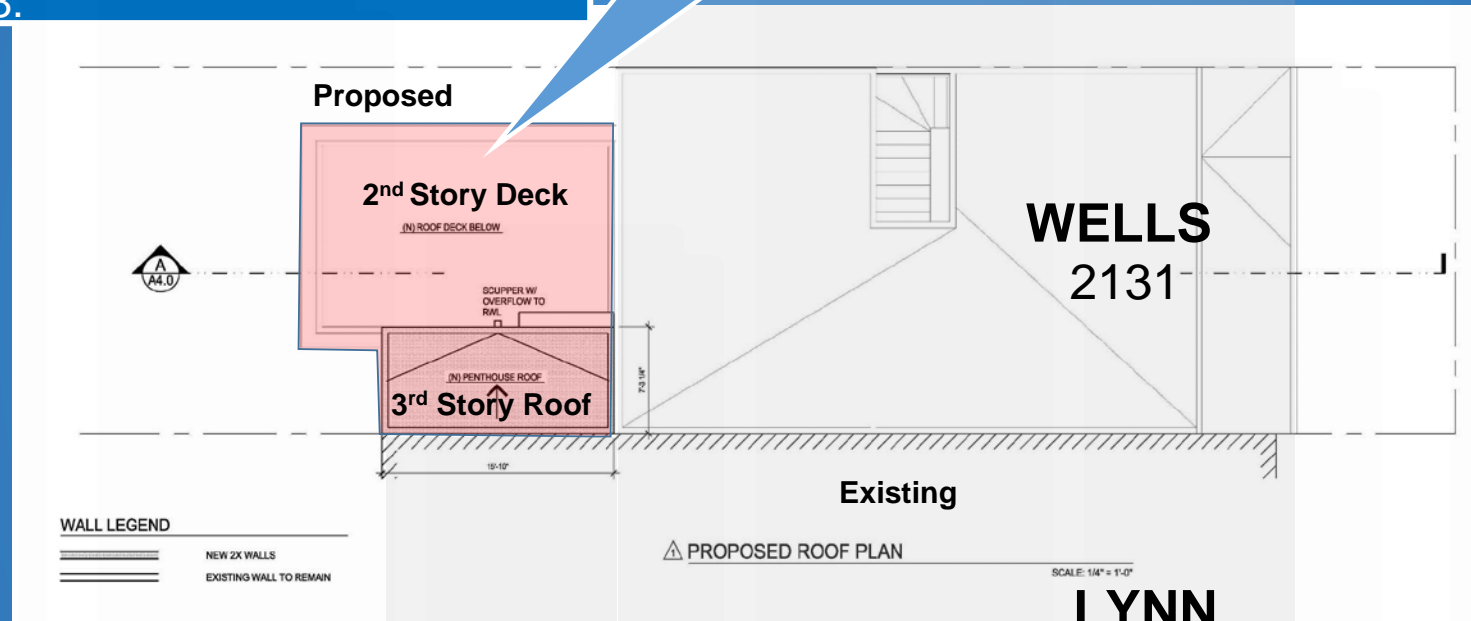 3.
Proposed
2nd Story Deck
(N) ROOF DECK BELOW
A
A4.0
SCUPPER W/
OVERFLOW TO
RWL
WELLS
2131
(N) PENTHOUSE ROOF
3rd Story Roof
7'-3 1/4"
15'-10"
Existing
WALL LEGEND
NEW 2X WALLS
EXISTING WALL TO REMAIN
1 PROPOSED ROOF PLAN
SCALE: 1/4" = 1'-0"
LYNN